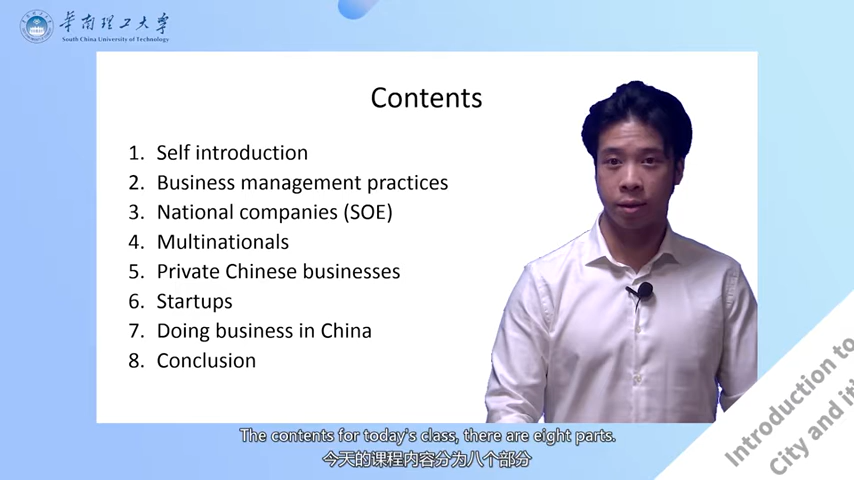 華南理工大學
South China University of Technology
Contents
1. Self introduction
2. Business management practices
3. National companies (SOE)
4. Multinationals
5. Private Chinese businesses
6. Startups
7. Doing business in China
8. Conclusion
Introduction to
City and it
The contents for today's class, there are eight parts.
今天的课程内容分为八个部分